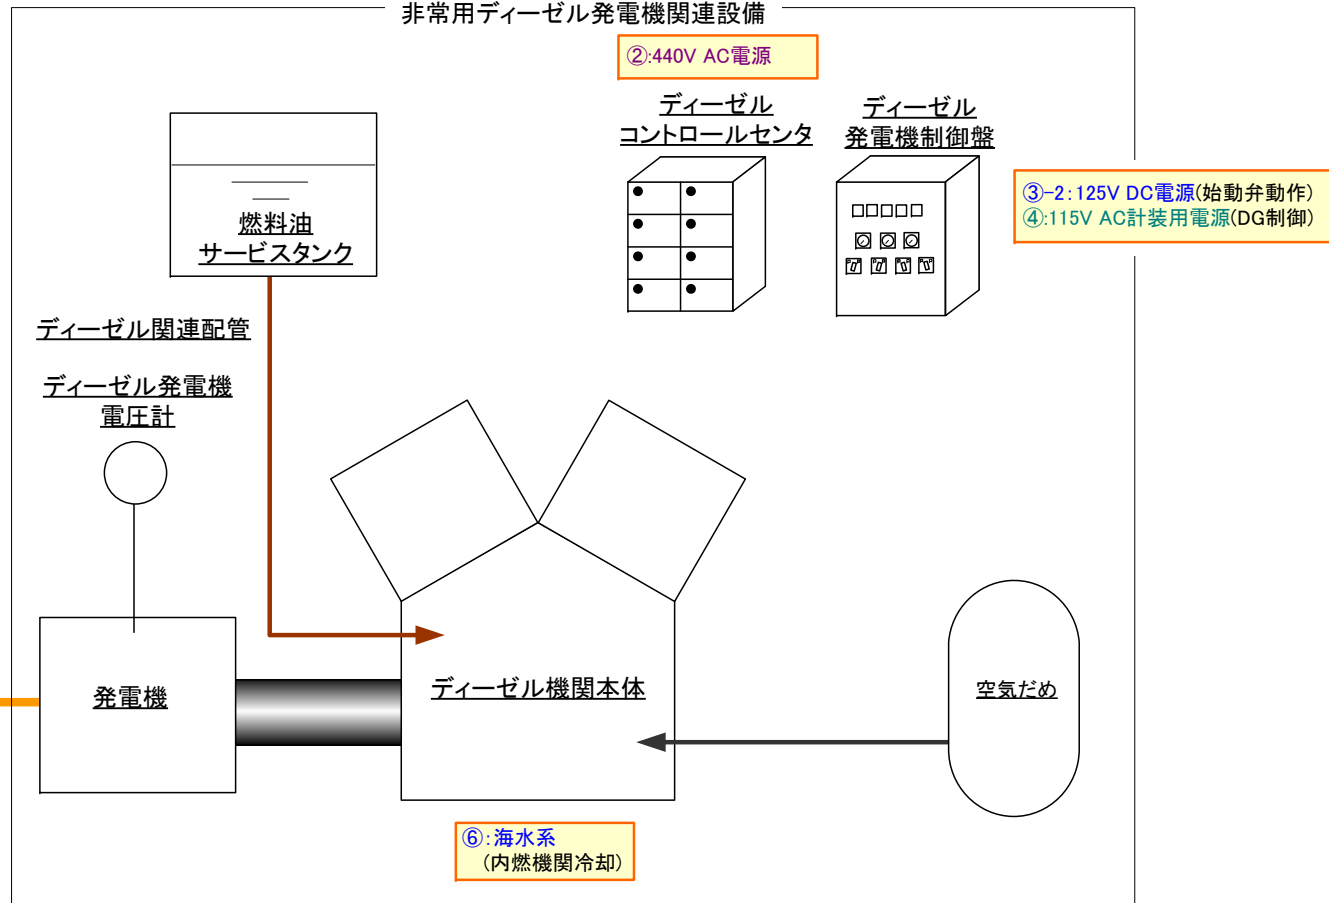 非常用ディーゼル発電機関連設備
②:440V AC電源
ディーゼル
コントロールセンタ
ディーゼル
発電機制御盤
③-2:125V DC電源(始動弁動作)
④:115V AC計装用電源(DG制御)
燃料油
サービスタンク
ディーゼル関連配管
ディーゼル発電機
電圧計
発電機
ディーゼル機関本体
空気だめ
⑥:海水系
(内燃機関冷却)